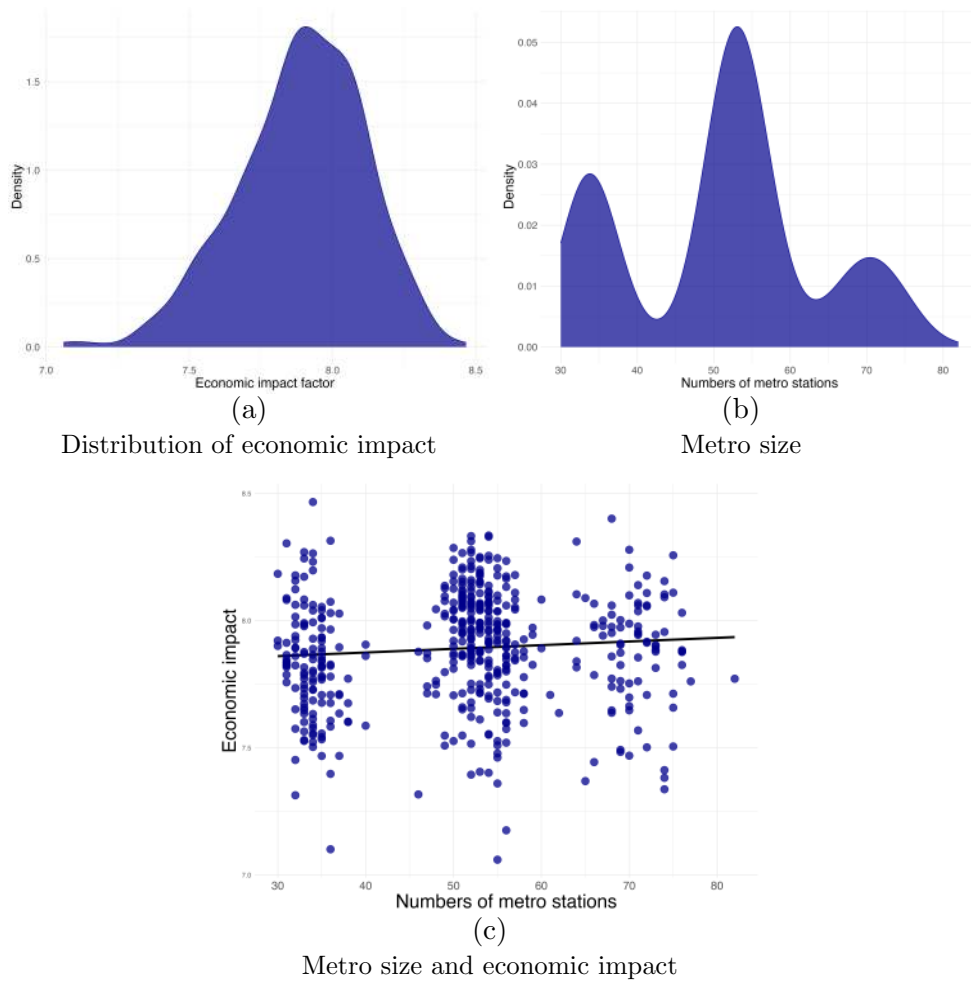 1.5
1.0
0.5
0.0
Density
7.0 7.5 8.0 8.5
Economic impact factor
(a)
Distribution of economic impact
0.05
0.04
0.03
0.02
0.01
0.00
Density
30 40 50 60 70 80
Numbers of metro stations
(b)
Metro size
8.5
8.0
7.5
7.0
Economic impact
30 40 50 60 70 80
Numbers of metro stations
(c)
Metro size and economic impact